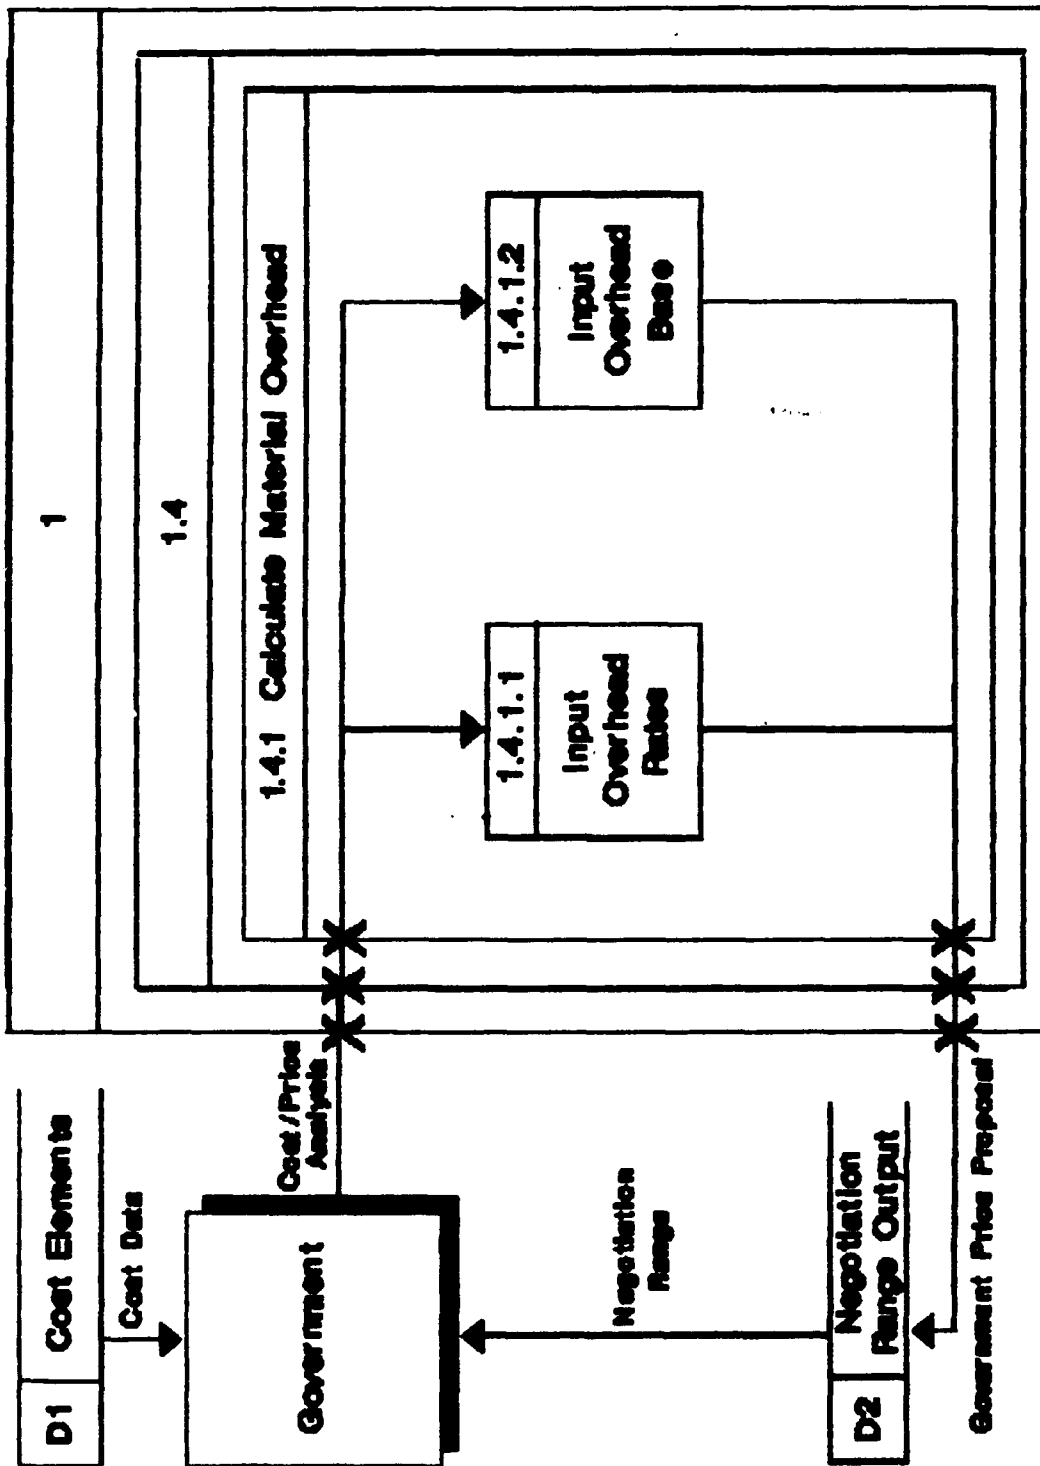 1
1.4
1.4.1 Calculate Material Overhead
1.4.1.1
Input
Overhead
Rates
1.4.1.2
Input
Overhead
Base
D1
Cost Elements
Cost Data
Government
Cost/Price
Analysis
Negotiation
Range
D2
Negotiation
Range Output
Government Price Proposal